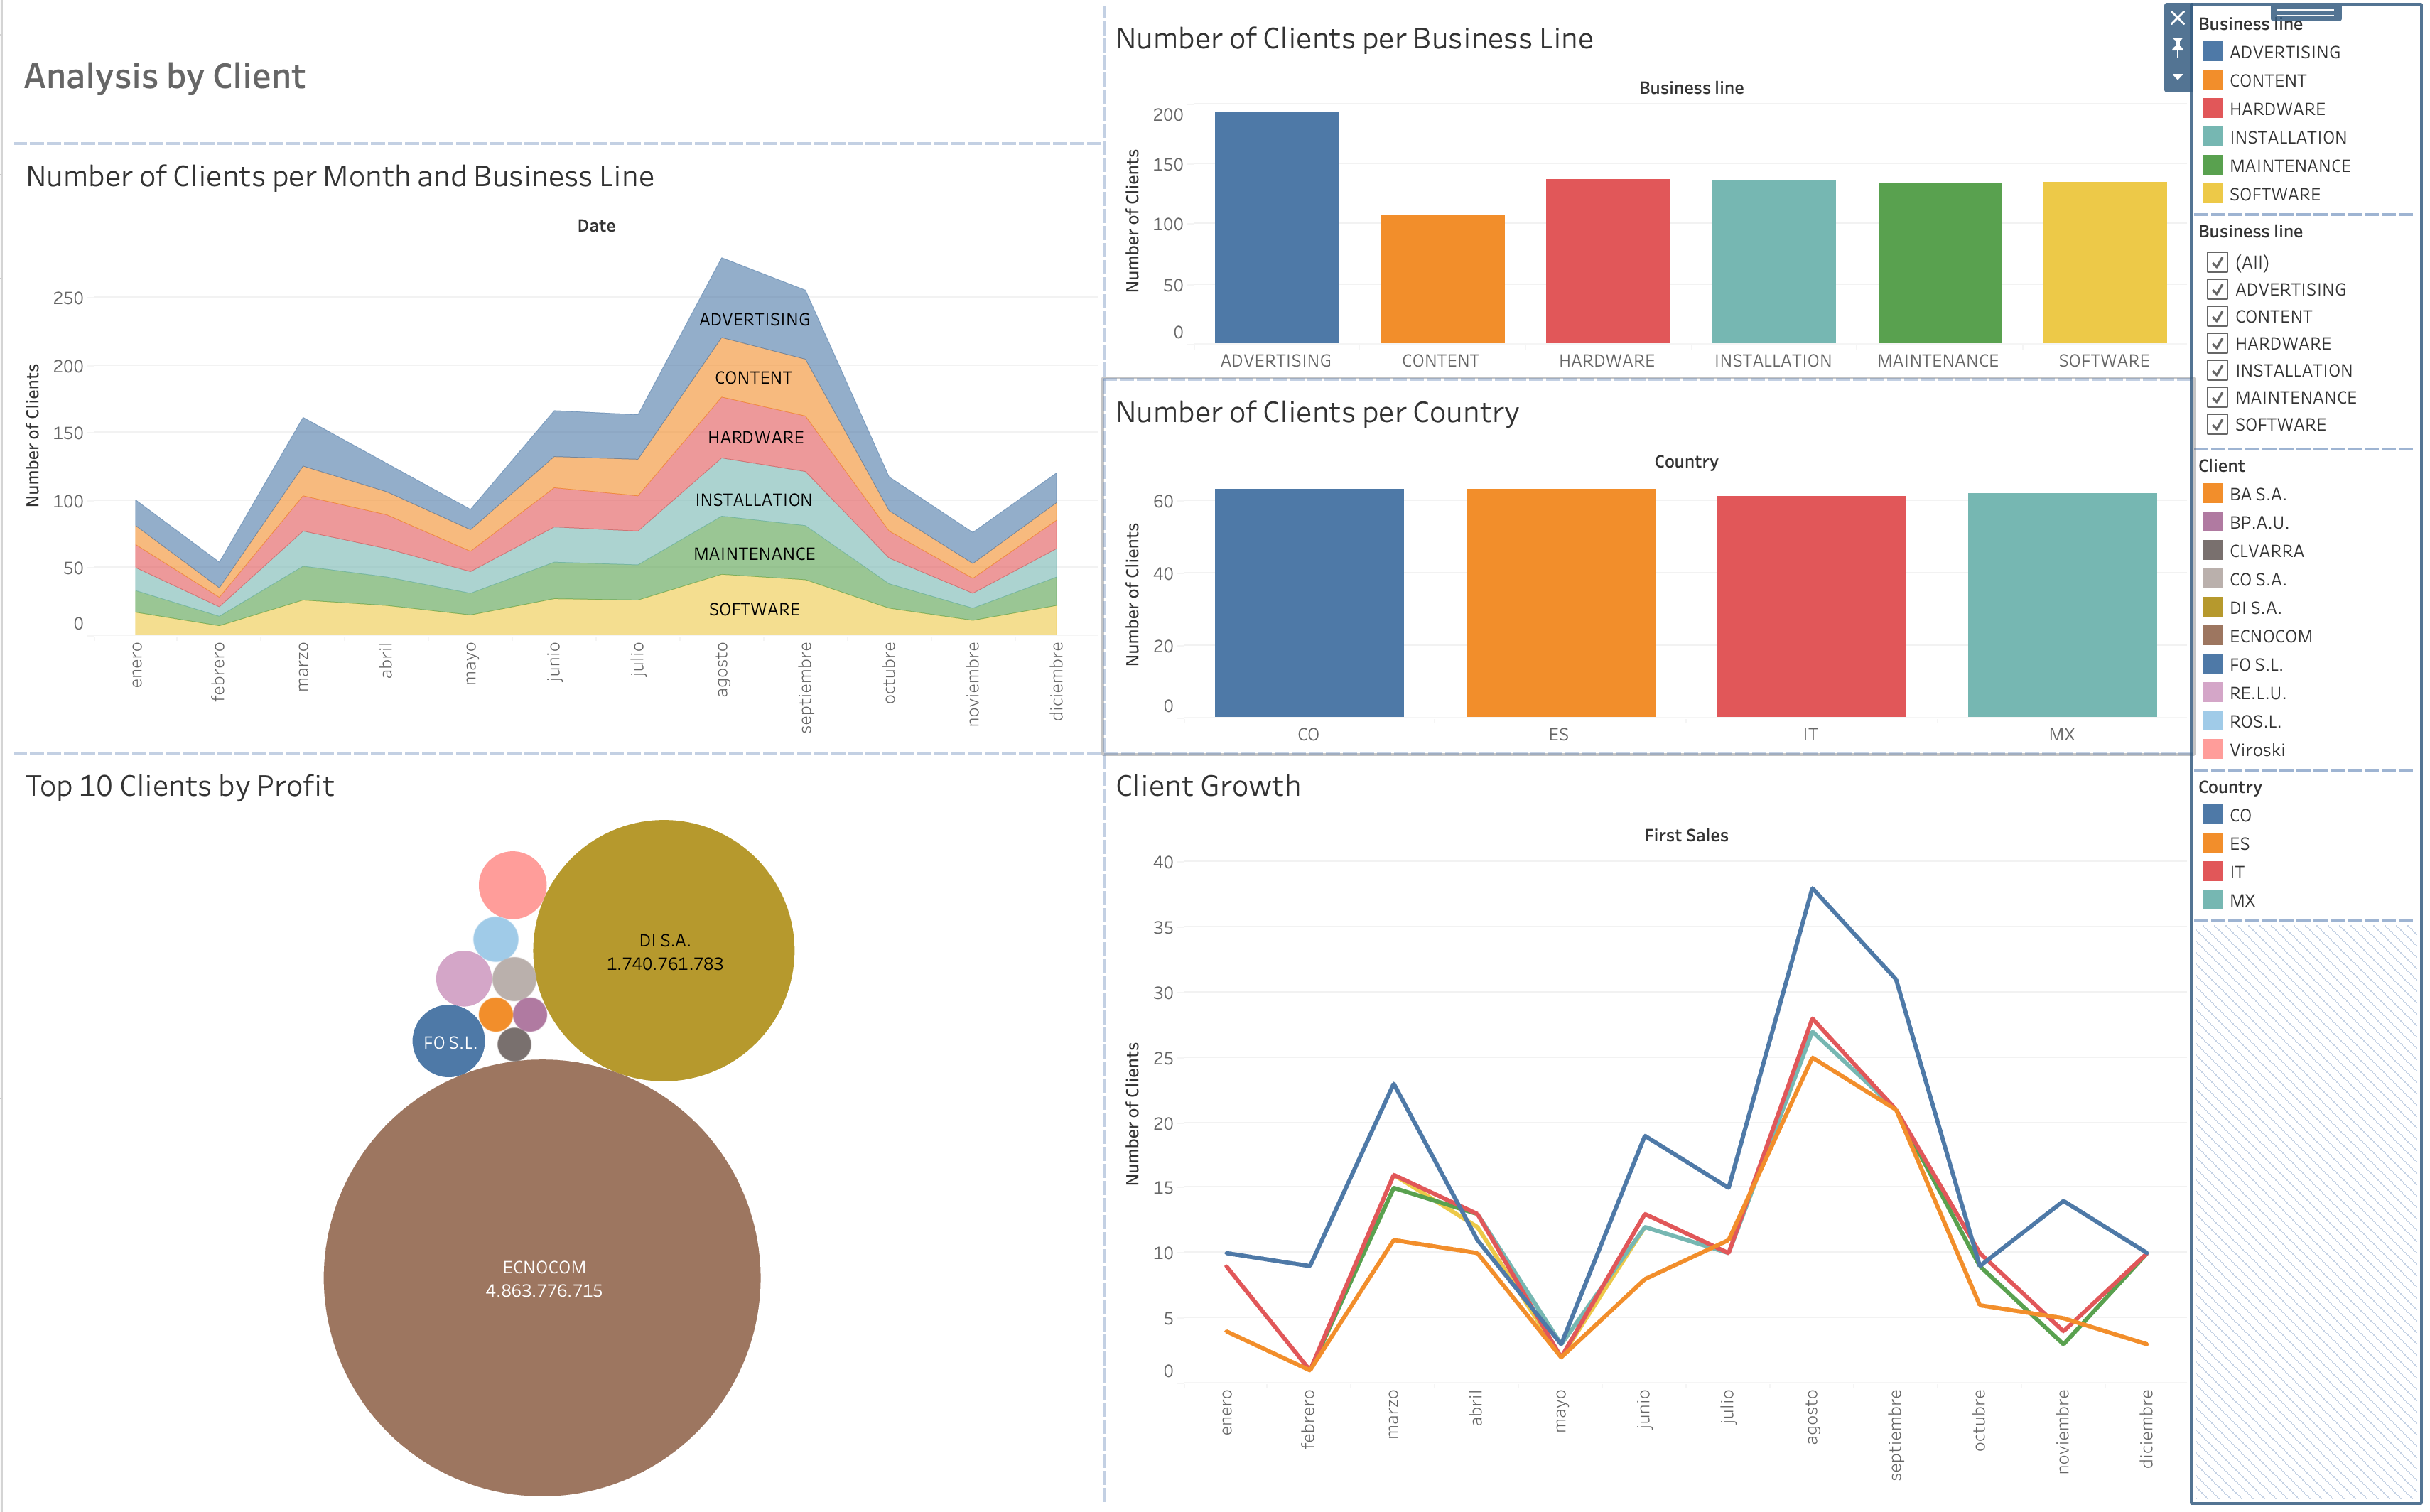 Analysis by Client
Number of Clients per Month and Business Line
Date
Number of Clients
250
200
150
100
50
0
ADVERTISING
CONTENT
HARDWARE
INSTALLATION
MAINTENANCE
SOFTWARE
enero
febrero
marzo
abril
mayo
junio
julio
agosto
septiembre
octubre
noviembre
diciembre
Top 10 Clients by Profit
DI S.A.
1.740.761.783
FO S.L.
ECNOCOM
4.863.776.715
Number of Clients per Business Line
Business line
Number of Clients
200
150
100
50
0
ADVERTISING
CONTENT
HARDWARE
INSTALLATION
MAINTENANCE
SOFTWARE
Number of Clients per Country
Country
Number of Clients
60
40
20
0
CO
ES
IT
MX
Client Growth
First Sales
Number of Clients
40
35
30
25
20
15
10
5
0
enero
febrero
marzo
abril
mayo
junio
julio
agosto
septiembre
octubre
noviembre
diciembre
Business line
ADVERTISING
CONTENT
HARDWARE
INSTALLATION
MAINTENANCE
SOFTWARE
Business line
(All)
ADVERTISING
CONTENT
HARDWARE
INSTALLATION
MAINTENANCE
SOFTWARE
Client
BA S.A.
BP.A.U.
CLVARRA
CO S.A.
DI S.A.
ECNOCOM
FO S.L.
RE.L.U.
ROS.L.
Viroski
Country
CO
ES
IT
MX